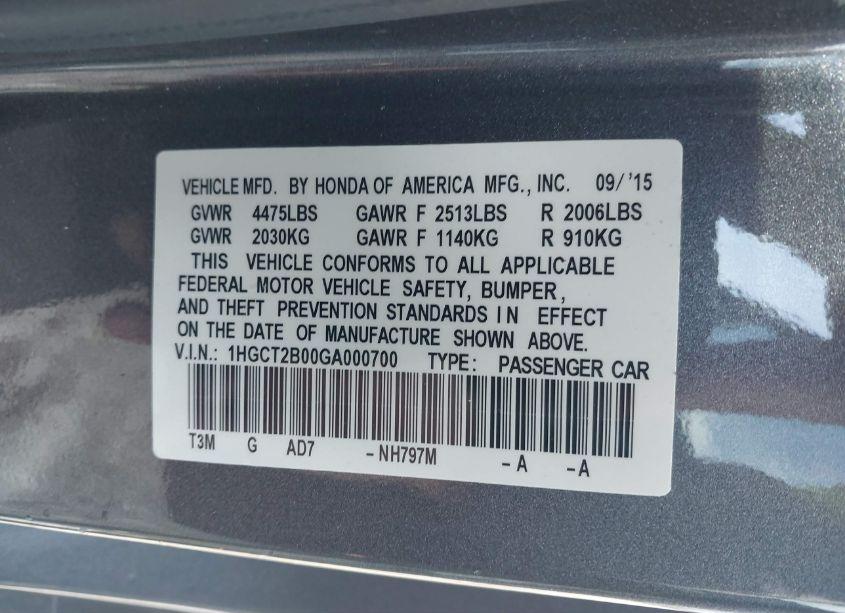 VEHICLE MFD. BY HONDA OF AMERICA MFG., INC. 09/'15
GVWR 4475LBS GAWR F 2513LBS R 2006LBS
GVWR 2030KG GAWR F 1140KG R 910KG
THIS VEHICLE CONFORMS TO ALL APPLICABLE
FEDERAL MOTOR VEHICLE SAFETY, BUMPER,
AND THEFT PREVENTION STANDARDS IN EFFECT
ON THE DATE OF MANUFACTURE SHOWN ABOVE.
V.I.N.: 1HGCT2B00GA000700 TYPE: PASSENGER CAR
T3M G AD7 -NH797M -A -A